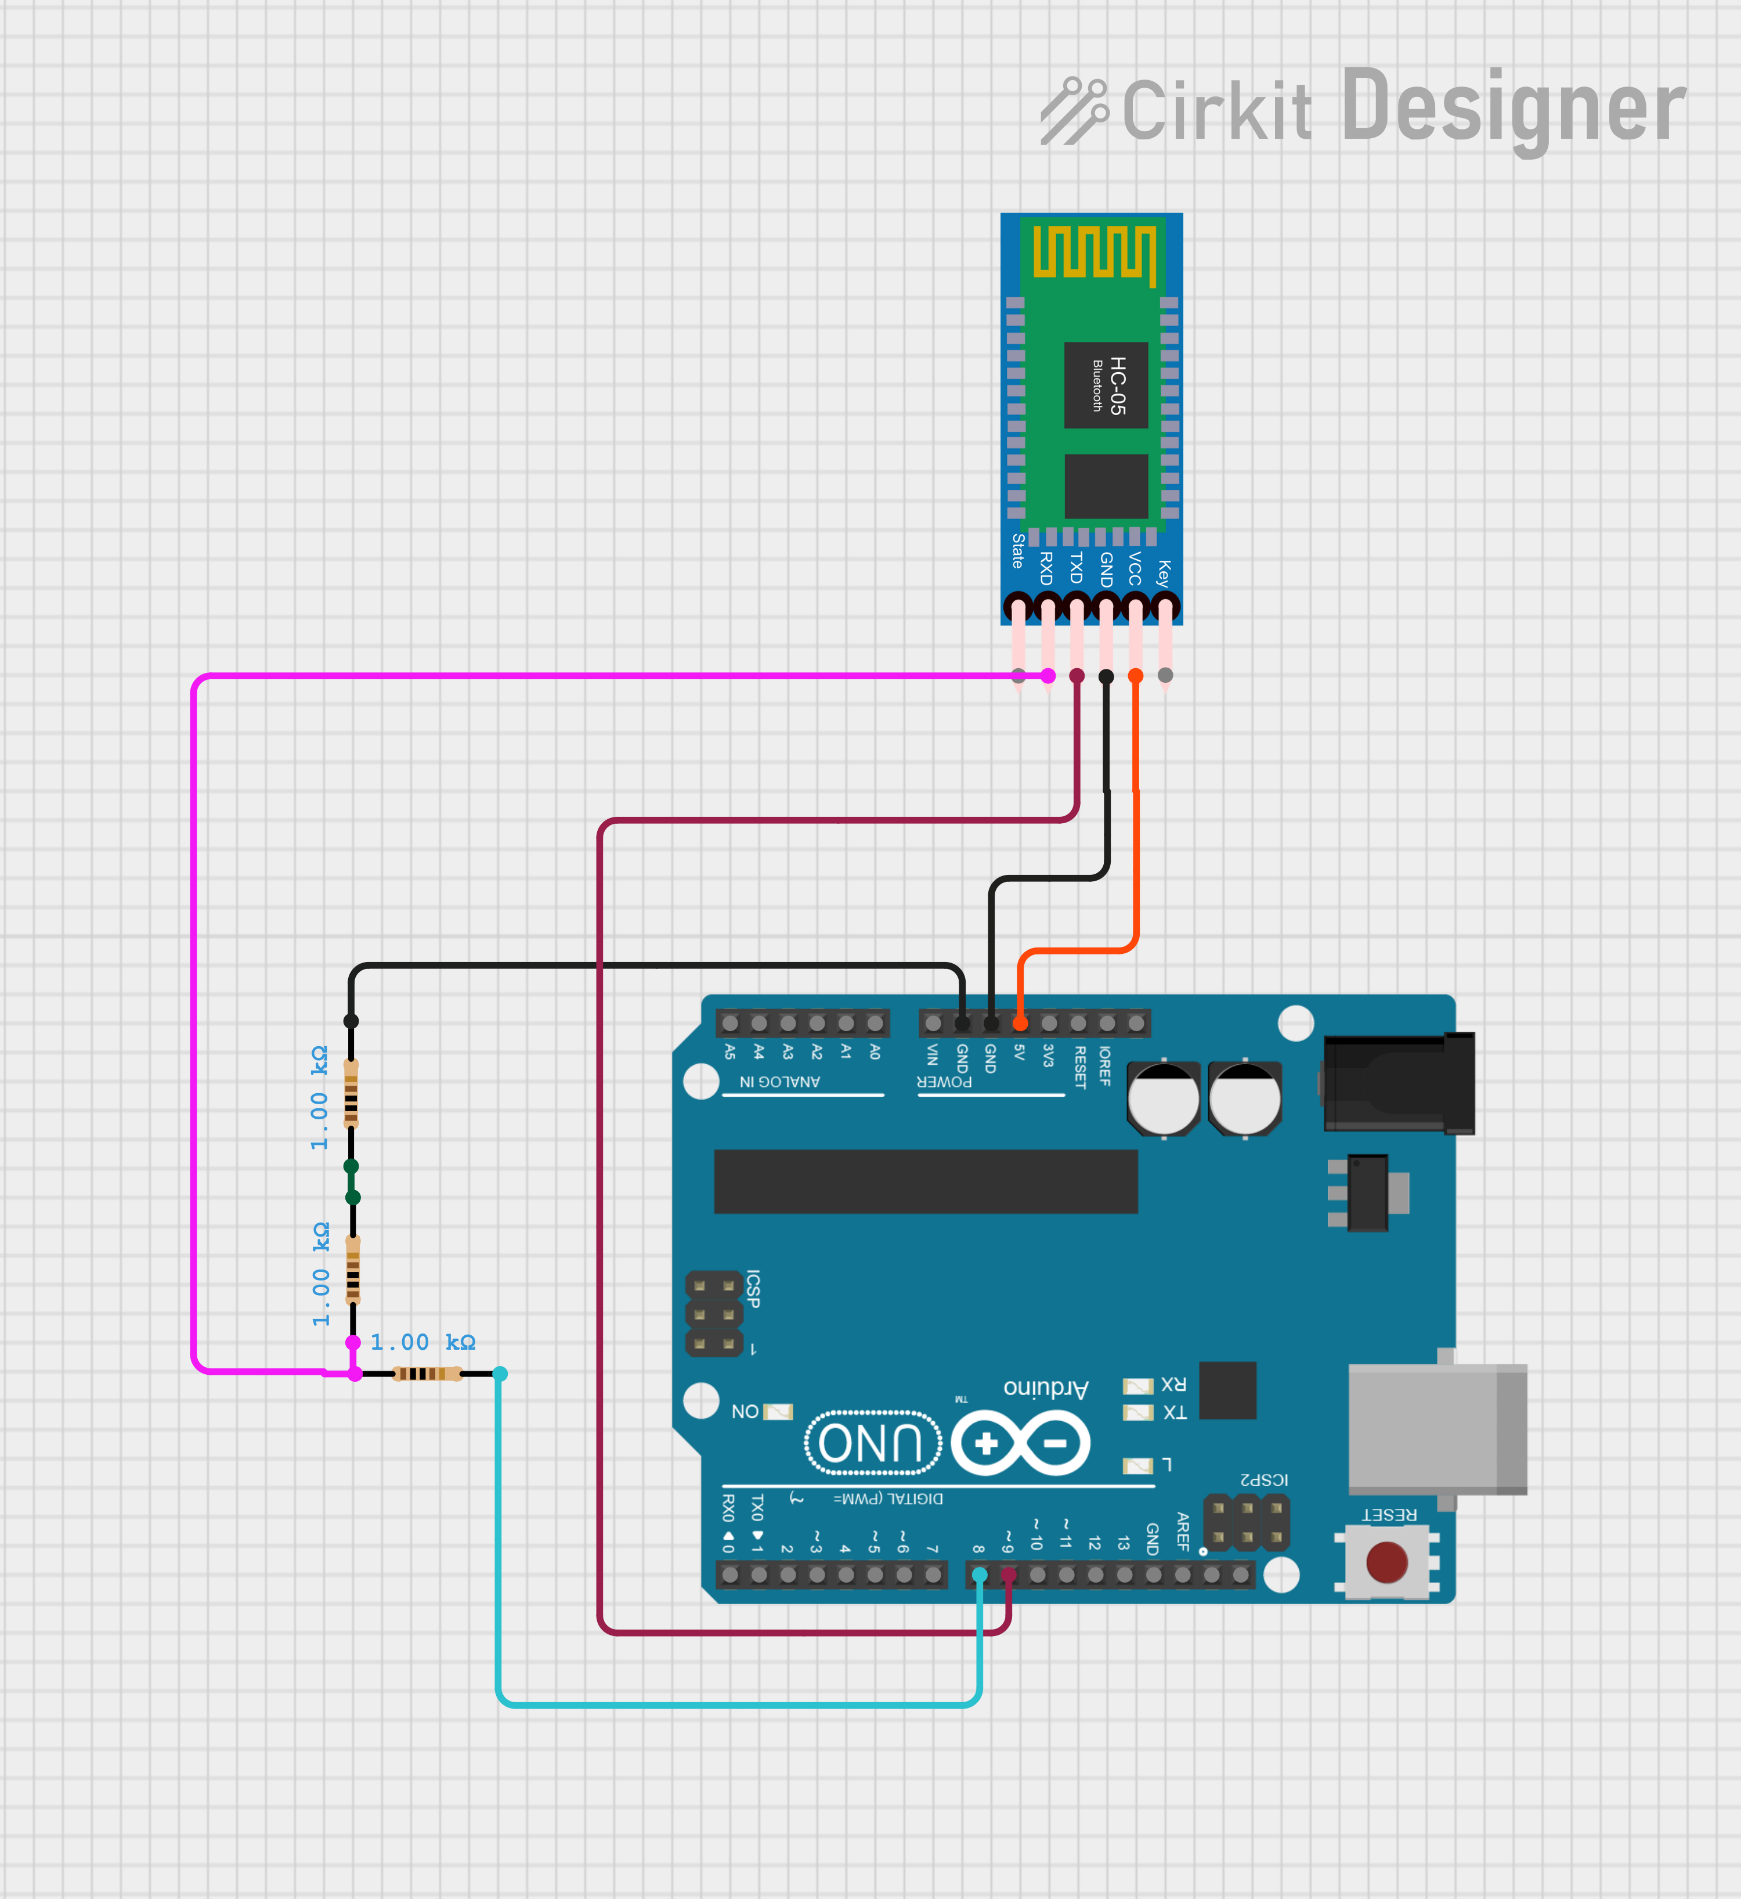 Cirkit Designer
HC-05
Bluetooth
State
RXD
TXD
GND
VCC
Key
A5
A4
A3
A2
A1
A0
VIN
GND
GND
5V
3V3
RESET
IOREF
ANALOG IN
POWER
1.00 kΩ
1.00 kΩ
1.00 kΩ
ICSP
1
ON
UNO
Arduino
TM
RX
TX
L
ICSP2
RESET
DIGITAL (PWM=
~
RX0
TX0
0
1
2
~3
4
~5
~6
7
8
~9
~10
~11
12
13
GND
AREF